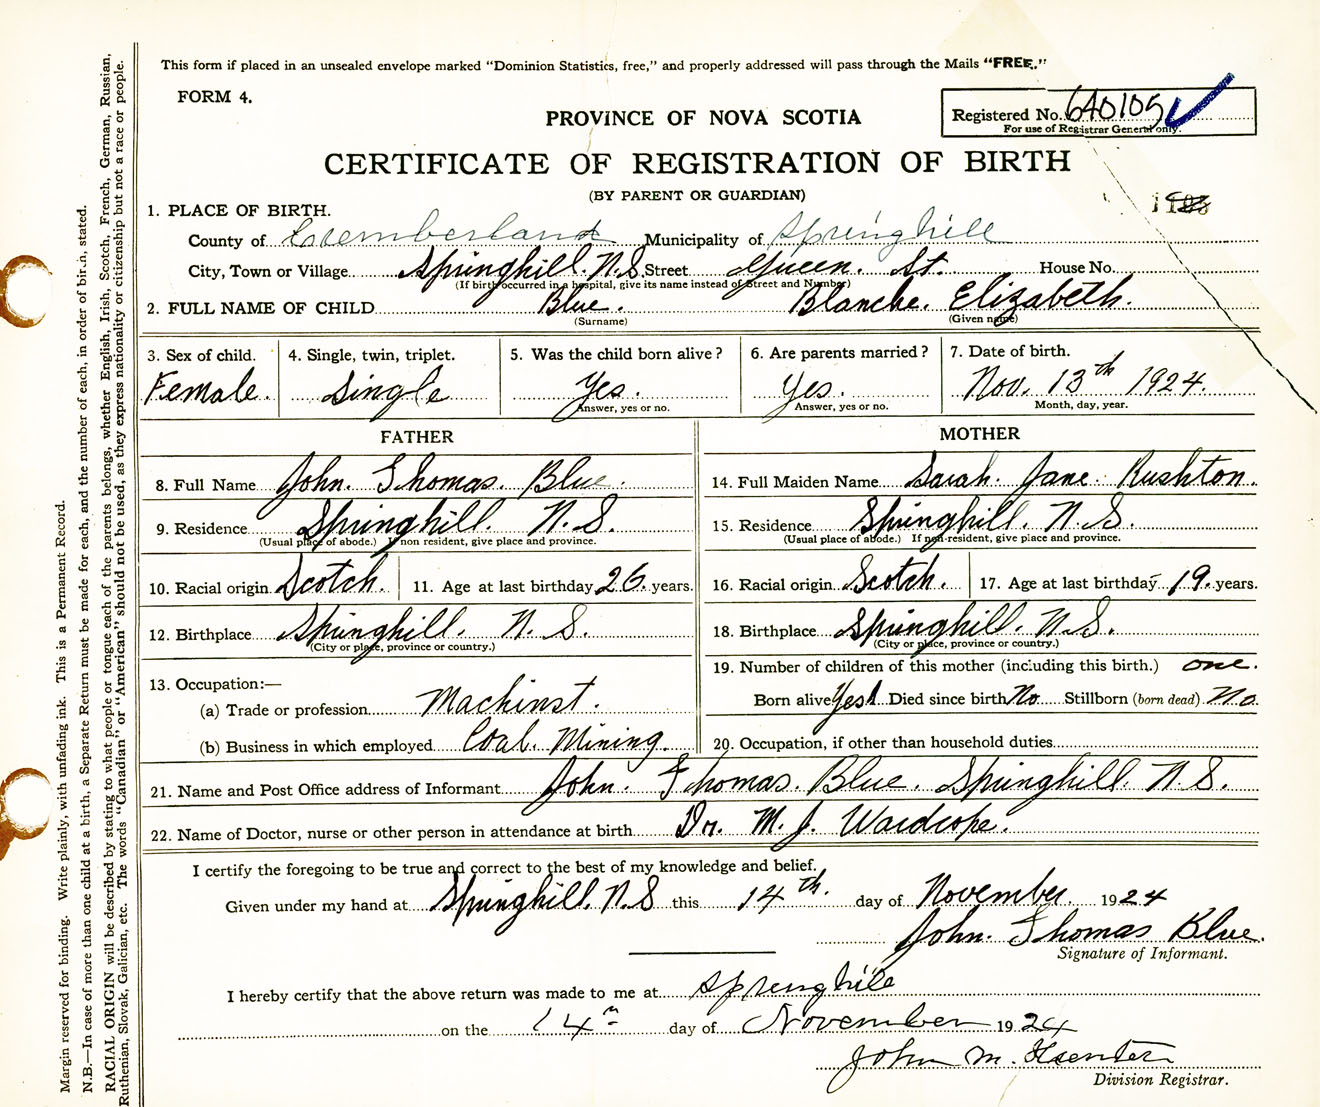 This form if placed in an unsealed envelope marked "Dominion Statistics, free," and properly addressed will pass through the Mails "FREE."
FORM 4.
PROVINCE OF NOVA SCOTIA
Registered No. 640105
For use of Registrar General only.
CERTIFICATE OF REGISTRATION OF BIRTH
(BY PARENT OR GUARDIAN)
1. PLACE OF BIRTH.
County of Cumberland Municipality of Springhill
City, Town or Village Springhill. N.S. Street Queen. St. House No.
(If birth occurred in a hospital, give its name instead of Street and Number)
2. FULL NAME OF CHILD Blue. Blanche. Elizabeth.
(Surname) (Given name)
3. Sex of child. 4. Single, twin, triplet. 5. Was the child born alive? 6. Are parents married? 7. Date of birth.
Female. Single Yes. Yes. Nov. 13th 1924.
Answer, yes or no. Answer, yes or no. Month, day, year.
FATHER MOTHER
8. Full Name John. Thomas. Blue. 14. Full Maiden Name Sarah. Jane. Rushton.
9. Residence Springhill. N.S. 15. Residence Springhill. N.S.
(Usual place of abode.) If non resident, give place and province. (Usual place of abode.) If non-resident, give place and province.
10. Racial origin Scotch. 11. Age at last birthday 26. years. 16. Racial origin Scotch. 17. Age at last birthday 19. years.
12. Birthplace Springhill. N.S. 18. Birthplace Springhill. N.S.
(City or place, province or country.) (City or place, province or country.)
13. Occupation:— 19. Number of children of this mother (including this birth.) one.
(a) Trade or profession Machinst. Born alive Yes 1 Died since birth No Stillborn (born dead) No
(b) Business in which employed Coal. Mining. 20. Occupation, if other than household duties
21. Name and Post Office address of Informant John. Thomas. Blue. Springhill. N.S.
22. Name of Doctor, nurse or other person in attendance at birth Dr. M. J. Wardrope.
I certify the foregoing to be true and correct to the best of my knowledge and belief.
Given under my hand at Springhill. N.S this 14th. day of November. 1924
John. Thomas Blue.
Signature of Informant.
I hereby certify that the above return was made to me at Springhill
on the 14th day of November 1924
John M.
Division Registrar.
Margin reserved for binding. Write plainly, with unfading ink. This is a Permanent Record.
N.B.—In case of more than one child at a birth, a Separate Return must be made for each, and the number of each, in order of birth, stated.
RACIAL ORIGIN will be described by stating to what people or tongue each of the parents belongs, whether English, Irish, Scotch, French, German, Russian,
Ruthenian, Slovak, Galician, etc. The words "Canadian" or "American" should not be used, as they express nationality or citizenship but not a race or people.